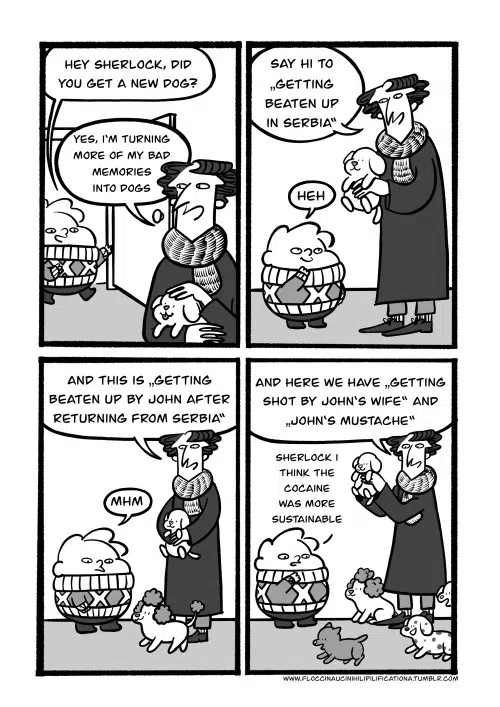 HEY SHERLOCK, DID
YOU GET A NEW DOG?
YES, I'M TURNING
MORE OF MY BAD
MEMORIES
INTO DOGS
SAY HI TO
„GETTING
BEATEN UP
IN SERBIA“
HEH
AND THIS IS „GETTING
BEATEN UP BY JOHN AFTER
RETURNING FROM SERBIA“
MHM
AND HERE WE HAVE „GETTING
SHOT BY JOHN'S WIFE“ AND
„JOHN'S MUSTACHE“
SHERLOCK I
THINK THE
COCAINE
WAS MORE
SUSTAINABLE
WWW.FLOCCINAUCINIHILIPILIFICATIONA.TUMBLR.COM